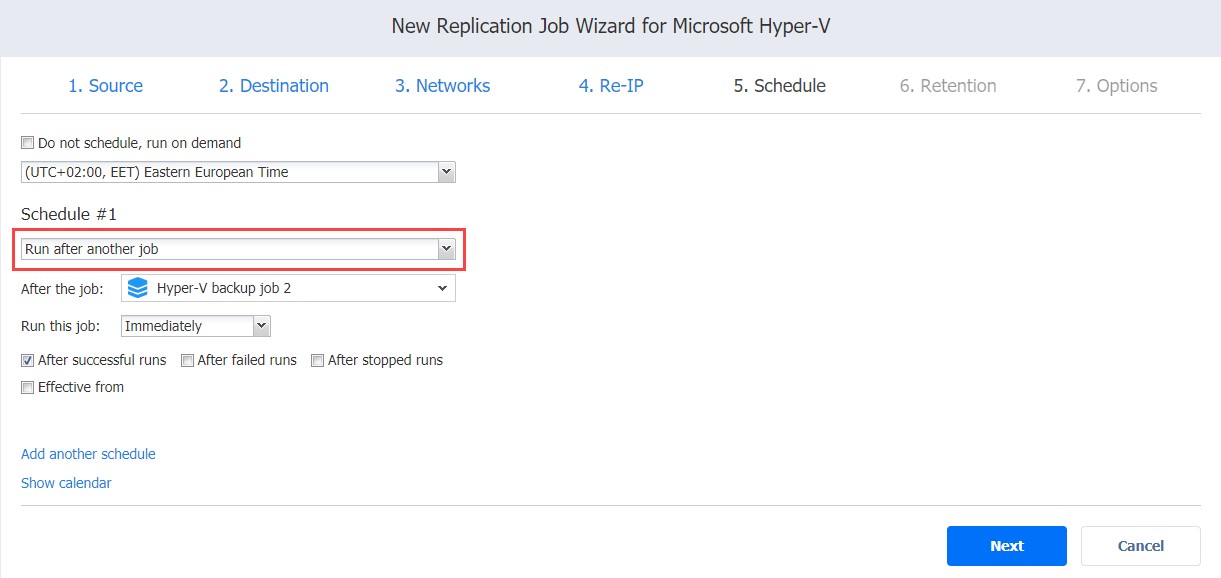 New Replication Job Wizard for Microsoft Hyper-V
1. Source 2. Destination 3. Networks 4. Re-IP 5. Schedule 6. Retention 7. Options
Do not schedule, run on demand
(UTC+02:00, EET) Eastern European Time
Schedule #1
Run after another job
After the job: Hyper-V backup job 2
Run this job: Immediately
After successful runs After failed runs After stopped runs
Effective from
Add another schedule
Show calendar
Next Cancel